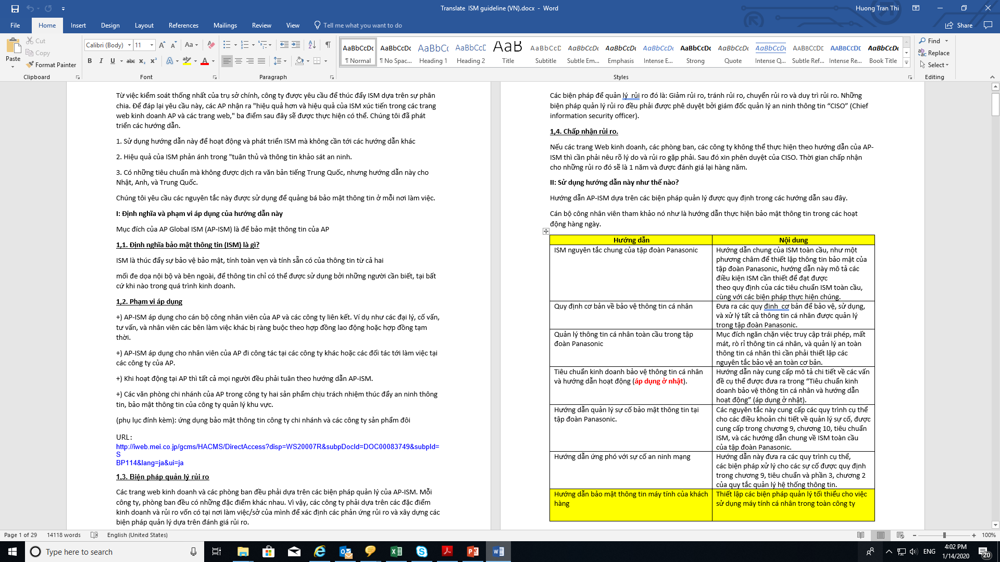 Translate ISM guideline (VN).docx - Word
Huong Tran Thi
File
Home
Insert
Design
Layout
References
Mailings
Review
View
Tell me what you want to do
Share
Paste
Cut
Copy
Format Painter
Clipboard
Calibri (Body)
11
Font
Paragraph
AaBbCcDc
¶ Normal
AaBbCcDc
¶ No Spac...
AaBbCc
Heading 1
AaBbCcD
Heading 2
AaB
Title
AaBbCcD
Subtitle
AaBbCcDc
Subtle Em...
AaBbCcDc
Emphasis
AaBbCcDc
Intense E...
AaBbCcDc
Strong
AaBbCcDc
Quote
AaBbCcDc
Intense Q...
AABBCCDE
Subtle Ref...
AABBCCDE
Intense Re...
AaBbCcDc
Book Title
Styles
Find
Replace
Select
Editing
Từ việc kiểm soát thống nhất của trụ sở chính, công ty được yêu cầu để thúc đẩy ISM dựa trên sự phân
chia. Để đáp lại yêu cầu này, các AP nhận ra "hiệu quả hơn và hiệu quả của ISM xúc tiến trong các trang
web kinh doanh AP và các trang web," ba điểm sau đây sẽ được thực hiện có thể. Chúng tôi đã phát
triển các hướng dẫn.
1. Sử dụng hướng dẫn này để hoạt động và phát triển ISM mà không cần tới các hướng dẫn khác
2. Hiệu quả của ISM phản ánh trong "tuân thủ và thông tin khảo sát an ninh.
3. Có những tiêu chuẩn mà không được dịch ra văn bản tiếng Trung Quốc, nhưng hướng dẫn này cho
Nhật, Anh, và Trung Quốc.
Chúng tôi yêu cầu các nguyên tắc này được sử dụng để quảng bá bảo mật thông tin ở mỗi nơi làm việc.
I: Định nghĩa và phạm vi áp dụng của hướng dẫn này
Mục đích của AP Global ISM (AP-ISM) là để bảo mật thông tin của AP
1,1. Định nghĩa bảo mật thông tin (ISM) là gì?
ISM là thúc đẩy sự bảo vệ bảo mật, tính toàn vẹn và tính sẵn có của thông tin từ cả hai
mối đe dọa nội bộ và bên ngoài, để thông tin chỉ có thể được sử dụng bởi những người cần biết, tại bất
cứ khi nào trong quá trình kinh doanh.
1,2. Phạm vi áp dụng
+) AP-ISM áp dụng cho cán bộ công nhân viên của AP và các công ty liên kết. Ví dụ như các đại lý, cố vấn,
tư vấn, và nhân viên các bên làm việc khác bị ràng buộc theo hợp đồng lao động hoặc hợp đồng tạm
thời.
+) AP-ISM áp dụng cho nhân viên của AP đi công tác tại các công ty khác hoặc các đối tác tới làm việc tại
các công ty của AP.
+) Khi hoạt động tại AP thì tất cả mọi người đều phải tuân theo hướng dẫn AP-ISM.
+) Các văn phòng chi nhánh của AP trong công ty hai sản phẩm chịu trách nhiệm thúc đẩy an ninh thông
tin, bảo mật thông tin của công ty quản lý khu vực.
(phụ lục đính kèm): ứng dụng bảo mật thông tin công ty chi nhánh và các công ty sản phẩm đôi
URL:
http://iweb.mei.co.jp/gcms/HACMS/DirectAccess?disp=WS20007R&subpDocId=DOC00083749&subpId=
S
BP114&lang=ja&ui=ja
1,3. Biện pháp quản lý rủi ro
Các trang web kinh doanh và các phòng ban đều phải dựa trên các biện pháp quản lý của AP-ISM. Mỗi
công ty, phòng ban đều có những đặc điểm khác nhau. Vì vậy, các công ty phải dựa trên các đặc điểm
kinh doanh và rủi ro vốn có tại nơi làm việc/sở của mình để xác định các phản ứng rủi ro và xây dựng các
biện pháp quản lý dựa trên đánh giá rủi ro.
Các biện pháp để quản lý rủi ro đó là: Giảm rủi ro, tránh rủi ro, chuyển rủi ro và duy trì rủi ro. Những
biện pháp quản lý rủi ro đều phải được phê duyệt bởi giám đốc quản lý an ninh thông tin “CISO” (Chief
information security officer).
1,4. Chấp nhận rủi ro.
Nếu các trang Web kinh doanh, các phòng ban, các công ty không thể thực hiện theo hướng dẫn của AP-
ISM thì cần phải nêu rõ lý do và rủi ro gặp phải. Sau đó xin phên duyệt của CISO. Thời gian chấp nhận
cho những rủi ro đó sẽ là 1 năm và được đánh giá lại hàng năm.
II: Sử dụng hướng dẫn này như thế nào?
Hướng dẫn AP-ISM dựa trên các biện pháp quản lý được quy định trong các hướng dẫn sau đây.
Cán bộ công nhân viên tham khảo nó như là hướng dẫn thực hiện bảo mật thông tin trong các hoạt
động hàng ngày.
Hướng dẫn
Nội dung
ISM nguyên tắc chung của tập đoàn Panasonic
Hướng dẫn chung của ISM toàn cầu, như một
phương châm để thiết lập thông tin bảo mật của
tập đoàn Panasonic, hướng dẫn này mô tả các
điều kiện ISM cần thiết để đạt được
theo quy định của các tiêu chuẩn ISM toàn cầu,
cùng với các biện pháp thực hiện chúng.
Quy định cơ bản về bảo vệ thông tin cá nhân
Đưa ra các quy đinh cơ bản để bảo vệ, sử dụng,
và xử lý tất cả thông tin cá nhân được quản lý
trong tập đoàn Panasonic.
Quản lý thông tin cá nhân toàn cầu trong tập
đoàn Panasonic
Mục đích ngăn chặn việc truy cập trái phép, mất
mát, rò rỉ thông tin cá nhân, và quản lý an toàn
thông tin cá nhân thì cần phải thiết lập các
nguyên tắc bảo vệ an toàn cơ bản.
Tiêu chuẩn kinh doanh bảo vệ thông tin cá nhân
và hướng dẫn hoạt động (áp dụng ở nhật).
Hướng dẫn này cung cấp mô tả chi tiết về các vấn
đề cụ thể được đưa ra trong “Tiêu chuẩn kinh
doanh bảo vệ thông tin cá nhân và hướng dẫn
hoạt động” (áp dụng ở nhật).
Hướng dẫn quản lý sự cố bảo mật thông tin tại
tập đoàn Panasonic.
Các nguyên tắc này cung cấp các quy trình cụ thể
cho các điều khoản chi tiết về quản lý sự cố, được
cung cấp trong chương 9, chương 10, tiêu chuẩn
ISM, và các hướng dẫn chung về ISM toàn cầu
của tập đoàn Panasonic.
Hướng dẫn ứng phó với sự cố an ninh mạng
Hướng dẫn này đưa ra các quy trình cụ thể,
các biện pháp xử lý cho các sự cố được quy định
trong chương 9, tiêu chuẩn và phần 3, chương 2
của quy tắc quản lý hệ thống thông tin.
Hướng dẫn bảo mật thông tin máy tính của khách
hàng
Thiết lập các biện pháp quản lý tối thiểu cho việc
sử dụng máy tính cá nhân trong toàn công ty
Page 1 of 29
14118 words
English (United States)
100%
Type here to search
ENG
4:02 PM
1/14/2020
20